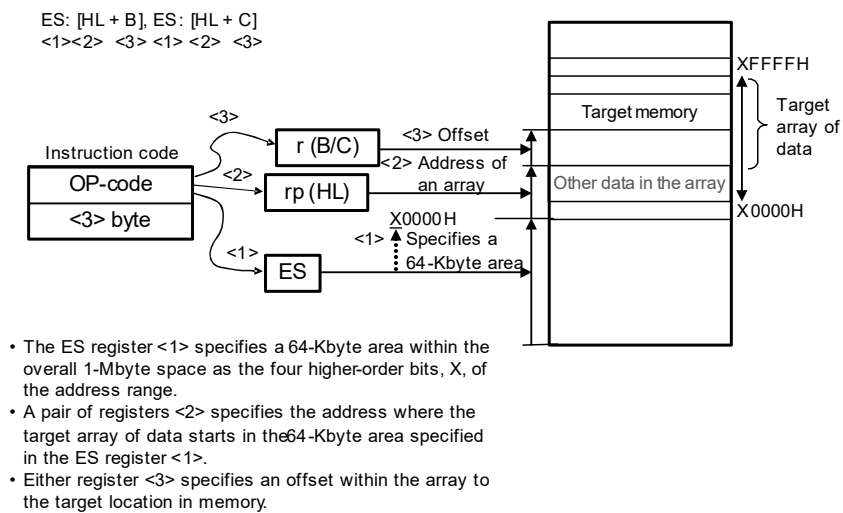 ES: [HL + B], ES: [HL + C]
<1><2> <3> <1> <2> <3>
XFFFFH
<3>
Target memory
Target
array of
data
Instruction code
r (B/C)
<3> Offset
OP-code
<2>
rp (HL)
<2> Address of
an array
Other data in the array
<3> byte
X0000H
X0000H
<1>
<1> Specifies a
64-Kbyte area
ES
• The ES register <1> specifies a 64-Kbyte area within the
overall 1-Mbyte space as the four higher-order bits, X, of
the address range.
• A pair of registers <2> specifies the address where the
target array of data starts in the64-Kbyte area specified
in the ES register <1>.
• Either register <3> specifies an offset within the array to
the target location in memory.